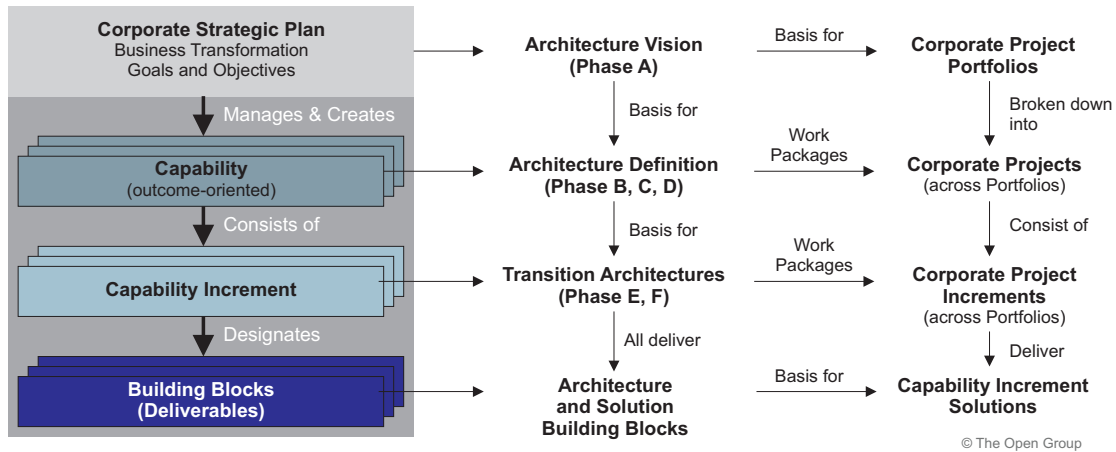 Corporate Strategic Plan
Business Transformation
Goals and Objectives
Architecture Vision
(Phase A)
Basis for
Corporate Project
Portfolios
Manages & Creates
Basis for
Broken down
into
Capability
(outcome-oriented)
Architecture Definition
(Phase B, C, D)
Work
Packages
Corporate Projects
(across Portfolios)
Consists of
Basis for
Consist of
Capability Increment
Transition Architectures
(Phase E, F)
Work
Packages
Corporate Project
Increments
(across Portfolios)
Designates
All deliver
Deliver
Building Blocks
(Deliverables)
Architecture
and Solution
Building Blocks
Basis for
Capability Increment
Solutions
© The Open Group